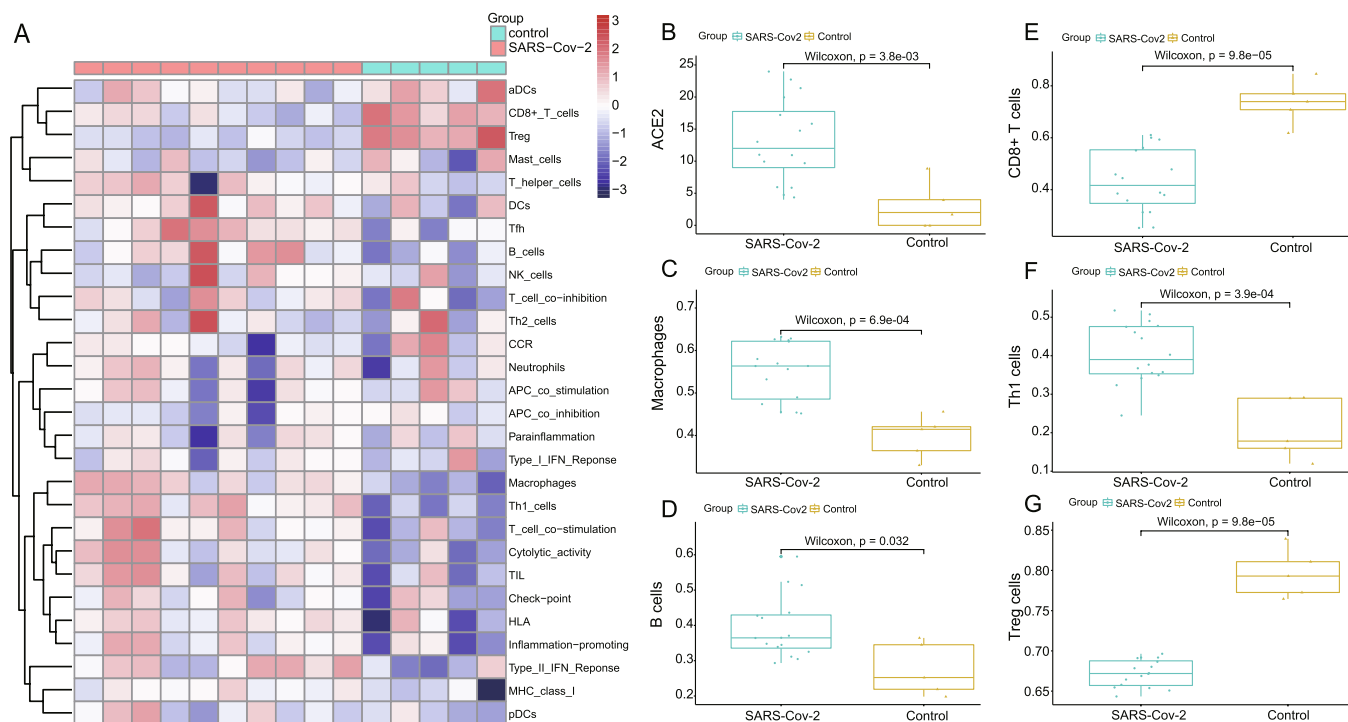 A
Group
control
SARS-Cov-2
3
2
1
0
-1
-2
-3
aDCs
CD8+_T_cells
Treg
Mast_cells
T_helper_cells
DCs
Tfh
B_cells
NK_cells
T_cell_co-inhibition
Th2_cells
CCR
Neutrophils
APC_co_stimulation
APC_co_inhibition
Parainflammation
Type_I_IFN_Reponse
Macrophages
Th1_cells
T_cell_co-stimulation
Cytolytic_activity
TIL
Check-point
HLA
Inflammation-promoting
Type_II_IFN_Reponse
MHC_class_I
pDCs
B
Group SARS-Cov2 Control
Wilcoxon, p = 3.8e-03
ACE2
25
20
15
10
5
0
SARS-Cov-2 Control
C
Group SARS-Cov2 Control
Wilcoxon, p = 6.9e-04
Macrophages
0.7
0.6
0.5
0.4
SARS-Cov-2 Control
D
Group SARS-Cov2 Control
Wilcoxon, p = 0.032
B cells
0.6
0.5
0.4
0.3
0.2
SARS-Cov-2 Control
E
Group SARS-Cov2 Control
Wilcoxon, p = 9.8e-05
CD8+ T cells
0.8
0.6
0.4
SARS-Cov-2 Control
F
Group SARS-Cov2 Control
Wilcoxon, p = 3.9e-04
Th1 cells
0.5
0.4
0.3
0.2
0.1
SARS-Cov-2 Control
G
Group SARS-Cov2 Control
Wilcoxon, p = 9.8e-05
Treg cells
0.85
0.80
0.75
0.70
0.65
SARS-Cov-2 Control